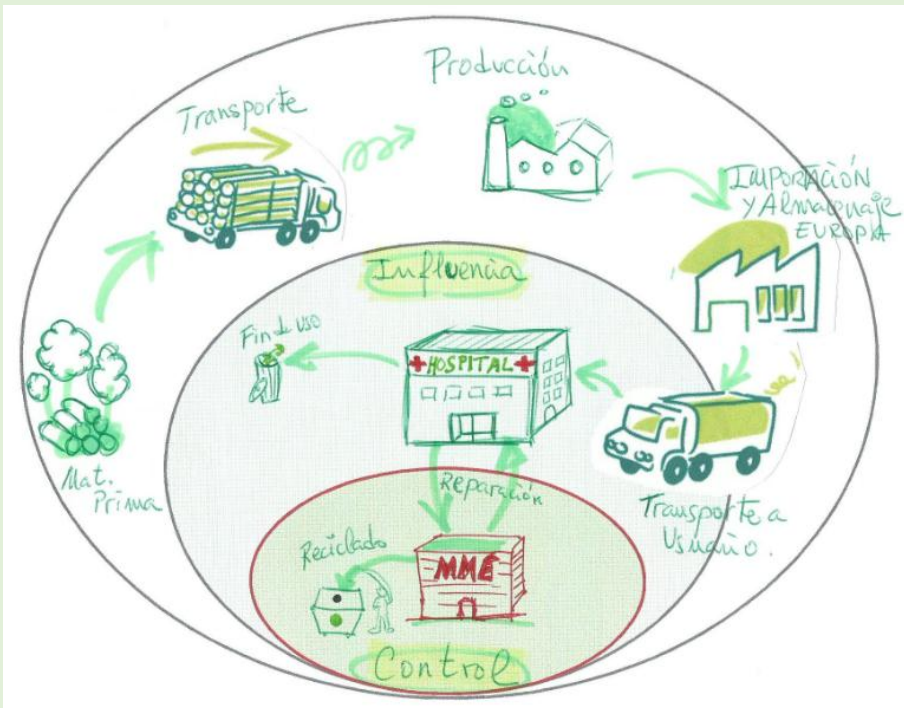 Producción
Transporte
IMPORTACIÓN
Y Almacenaje
EUROPA
Influencia
Fin de uso
HOSPITAL
Mat.
Prima
Reparación
Transporte a
Usuario.
Reciclado
MME
Control